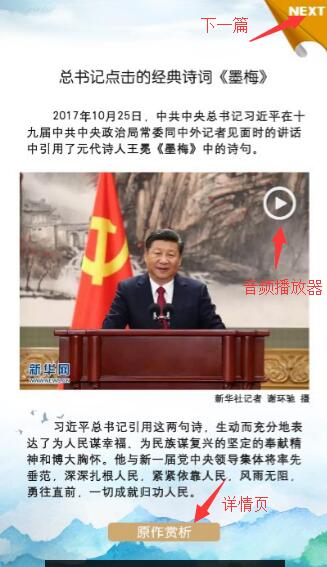 NEXT
下一篇
总书记点击的经典诗词《墨梅》
2017年10月25日，中共中央总书记习近平在十
九届中共中央政治局常委同中外记者见面时的讲话
中引用了元代诗人王冕《墨梅》中的诗句。
音频播放器
新华网
新华社记者 谢环驰 摄
习近平总书记引用这两句诗，生动而充分地表
达了为人民谋幸福、为民族谋复兴的坚定的奉献精
神和博大胸怀。他与新一届党中央领导集体将率先
垂范，深深扎根人民，紧紧依靠人民，风雨无阻，
勇往直前，一切成就归功人民。
详情页
原作赏析